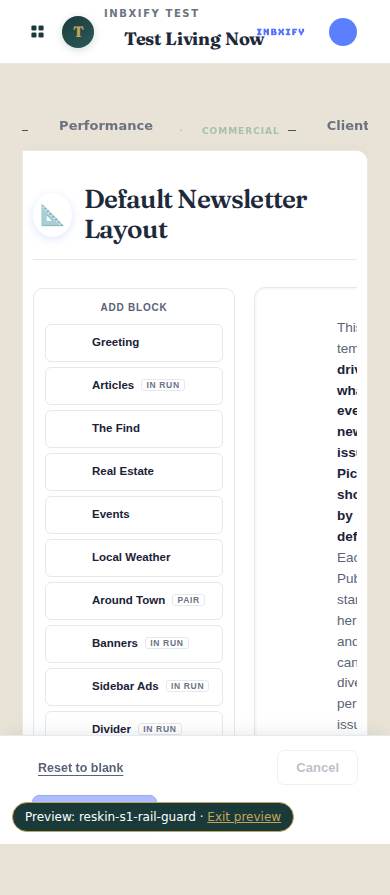 INBXIFY TEST
T
Test Living Now
INBXIFY
Performance
COMMERCIAL
Client
Default Newsletter
Layout
ADD BLOCK
Greeting
Articles IN RUN
The Find
Real Estate
Events
Local Weather
Around Town PAIR
Banners IN RUN
Sidebar Ads IN RUN
Divider IN RUN
This
tem
driv
wha
eve
new
issu
Pic
sho
by
def
Eac
Pub
star
her
and
can
dive
per
issu
Reset to blank
Cancel
Preview: reskin-s1-rail-guard · Exit preview